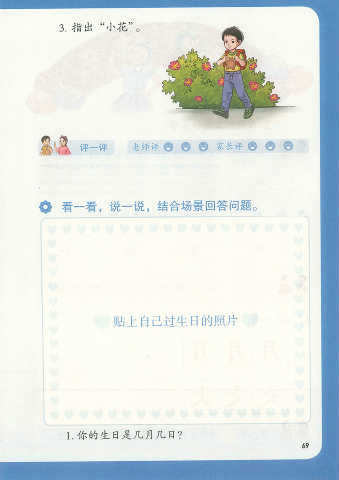 3. 指出“小花”。
评一评 老师评 家长评
看一看，说一说，结合场景回答问题。
贴上自己过生日的照片
1. 你的生日是几月几日？
69